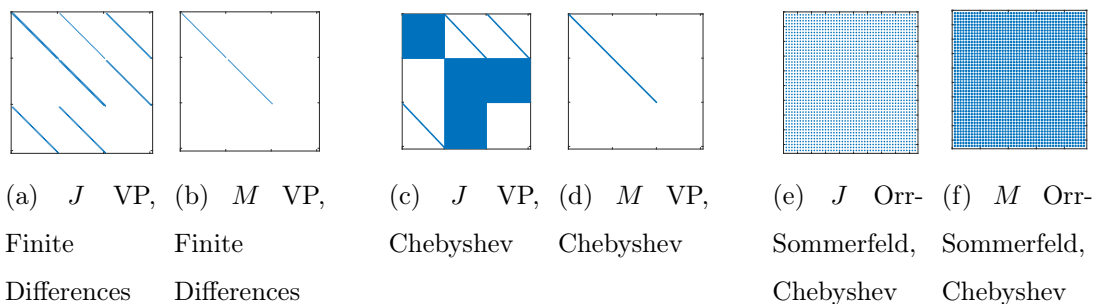 (a) J VP,
Finite
Differences
(b) M VP,
Finite
Differences
(c) J VP,
Chebyshev
(d) M VP,
Chebyshev
(e) J Orr-
Sommerfeld,
Chebyshev
(f) M Orr-
Sommerfeld,
Chebyshev